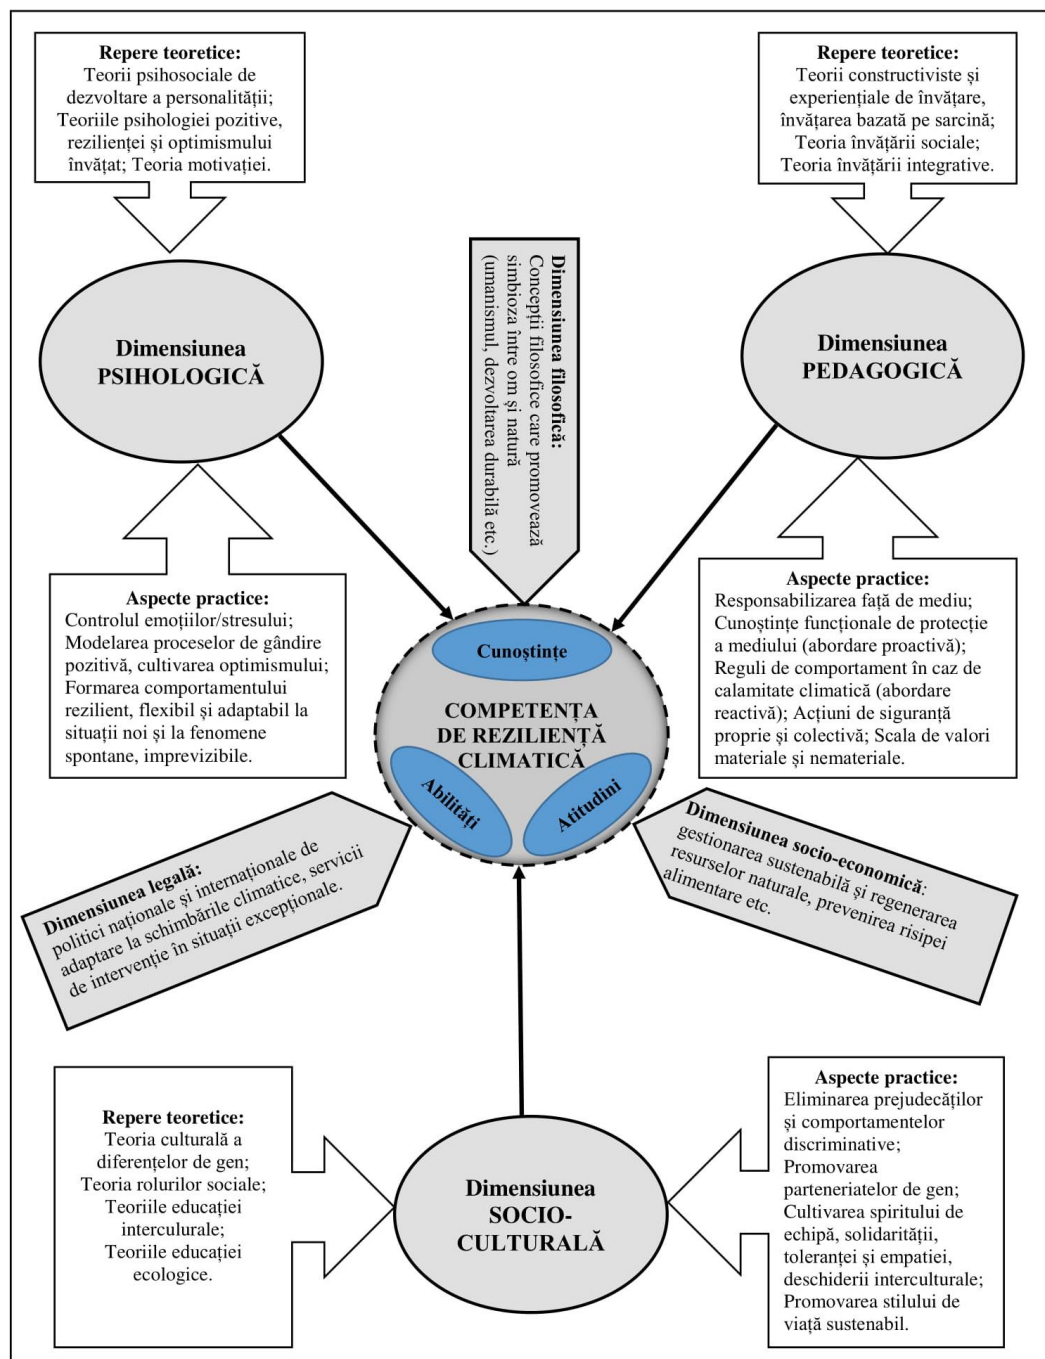 Repere teoretice:
Teorii psihosociale de
dezvoltare a personalității;
Teoriile psihologiei pozitive,
rezilienței și optimismului
învățat; Teoria motivației.
Repere teoretice:
Teorii constructiviste și
experiențiale de învățare,
învățarea bazată pe sarcină;
Teoria învățării sociale;
Teoria învățării integrative.
Dimensiunea
PSIHOLOGICĂ
Dimensiunea filosofică:
Concepții filosofice care promovează
simbioza între om și natură
(umanismul, dezvoltarea durabilă etc.)
Dimensiunea
PEDAGOGICĂ
Aspecte practice:
Controlul emoțiilor/stresului;
Modelarea proceselor de gândire
pozitivă, cultivarea optimismului;
Formarea comportamentului
rezilient, flexibil și adaptabil la
situații noi și la fenomene
spontane, imprevizibile.
Cunoștințe
COMPETENȚA
DE REZILIENȚĂ
CLIMATICĂ
Abilități
Atitudini
Aspecte practice:
Responsabilizarea față de mediu;
Cunoștințe funcționale de protecție
a mediului (abordare proactivă);
Reguli de comportament în caz de
calamitate climatică (abordare
reactivă); Acțiuni de siguranță
proprie și colectivă; Scala de valori
materiale și nemateriale.
Dimensiunea legală:
politici naționale și internaționale de
adaptare la schimbările climatice, servicii
de intervenție în situații excepționale.
Dimensiunea socio-economică:
gestionarea sustenabilă și regenerarea
resurselor naturale, prevenirea risipei
alimentare etc.
Repere teoretice:
Teoria culturală a
diferențelor de gen;
Teoria rolurilor sociale;
Teoriile educației
interculurale;
Teoriile educației
ecologice.
Dimensiunea
SOCIO-
CULTURALĂ
Aspecte practice:
Eliminarea prejudecăților
și comportamentelor
discriminative;
Promovarea
parteneriatelor de gen;
Cultivarea spiritului de
echipă, solidarității,
toleranței și empatiei,
deschiderii interculturale;
Promovarea stilului de
viață sustenabil.